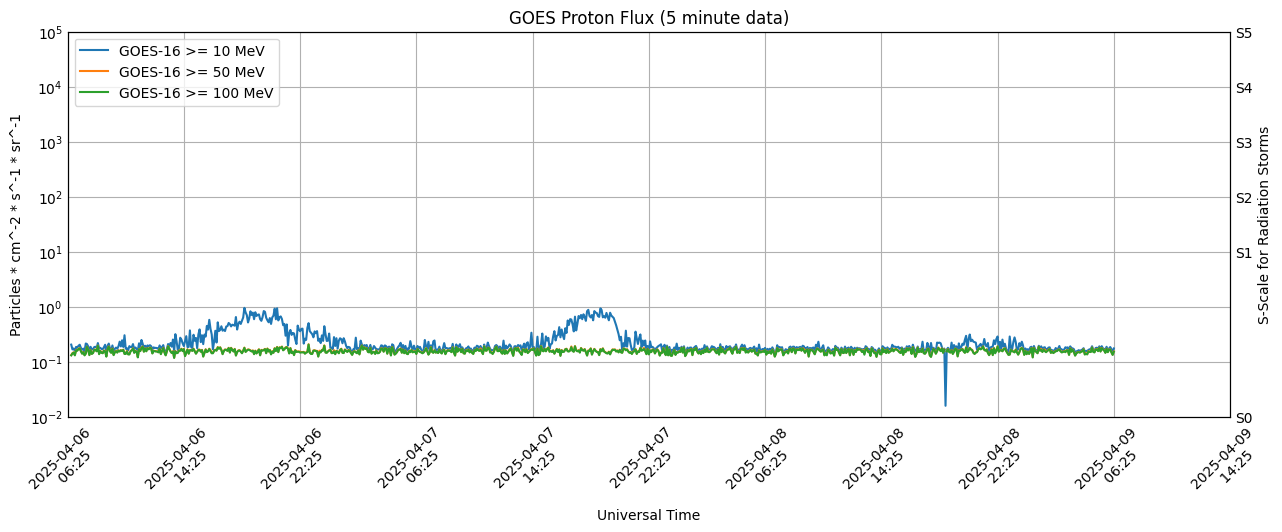 GOES Proton Flux (5 minute data)
GOES-16 >= 10 MeV
GOES-16 >= 50 MeV
GOES-16 >= 100 MeV
Particles * cm^-2 * s^-1 * sr^-1
10^5
10^4
10^3
10^2
10^1
10^0
10^-1
10^-2
S5
S4
S3
S2
S1
S0
S-Scale for Radiation Storms
2025-04-06
06:25
2025-04-06
14:25
2025-04-06
22:25
2025-04-07
06:25
2025-04-07
14:25
2025-04-07
22:25
2025-04-08
06:25
2025-04-08
14:25
2025-04-08
22:25
2025-04-09
06:25
2025-04-09
14:25
Universal Time